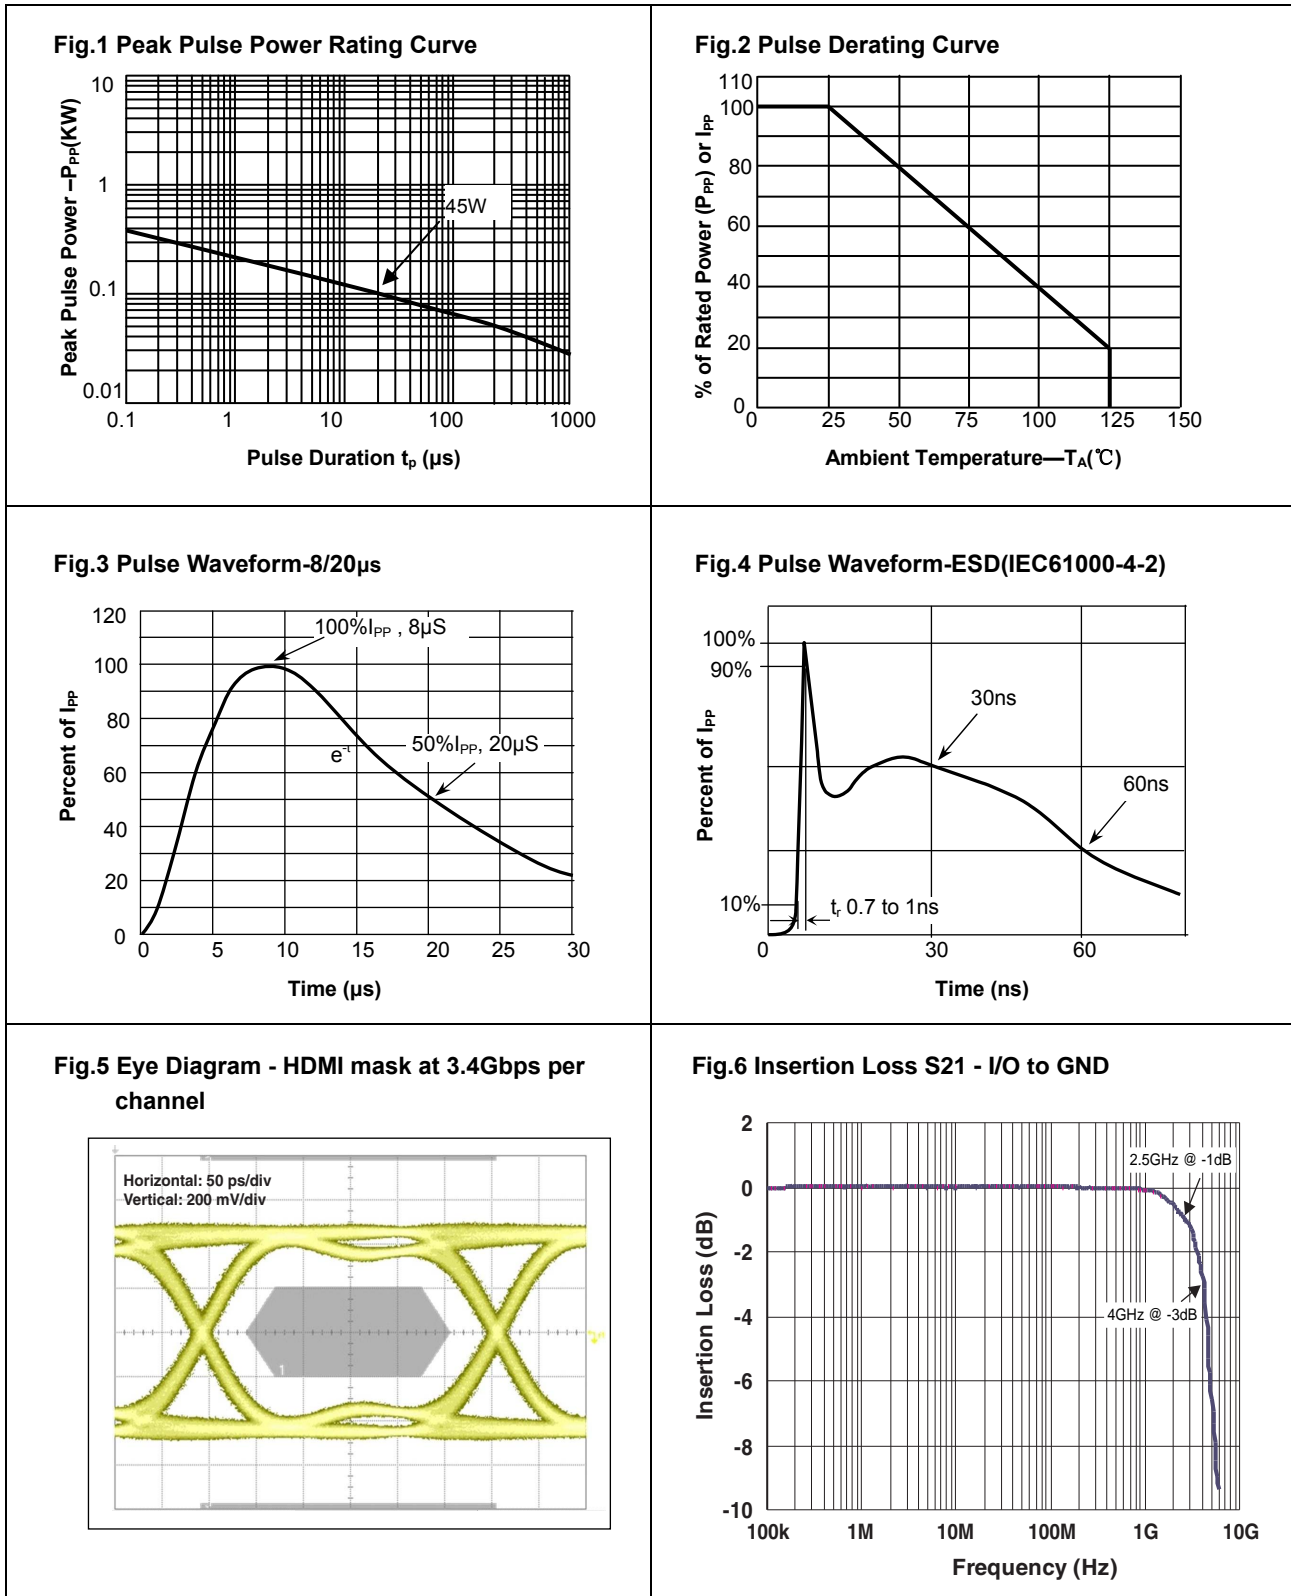 Fig.1 Peak Pulse Power Rating Curve
Peak Pulse Power –PPP(KW)
10
1
0.1
0.01
45W
0.1 1 10 100 1000
Pulse Duration tp (µs)
Fig.2 Pulse Derating Curve
% of Rated Power (PPP) or IPP
110
100
80
60
40
20
0
0 25 50 75 100 125 150
Ambient Temperature—TA(℃)
Fig.3 Pulse Waveform-8/20µs
Percent of IPP
120
100
80
60
40
20
0
100%IPP , 8µS
e-t
50%IPP, 20µS
0 5 10 15 20 25 30
Time (µs)
Fig.4 Pulse Waveform-ESD(IEC61000-4-2)
Percent of IPP
100%
90%
10%
30ns
60ns
tr 0.7 to 1ns
0 30 60
Time (ns)
Fig.5 Eye Diagram - HDMI mask at 3.4Gbps per
channel
Horizontal: 50 ps/div
Vertical: 200 mV/div
1
Fig.6 Insertion Loss S21 - I/O to GND
Insertion Loss (dB)
2
0
-2
-4
-6
-8
-10
2.5GHz @ -1dB
4GHz @ -3dB
100k 1M 10M 100M 1G 10G
Frequency (Hz)